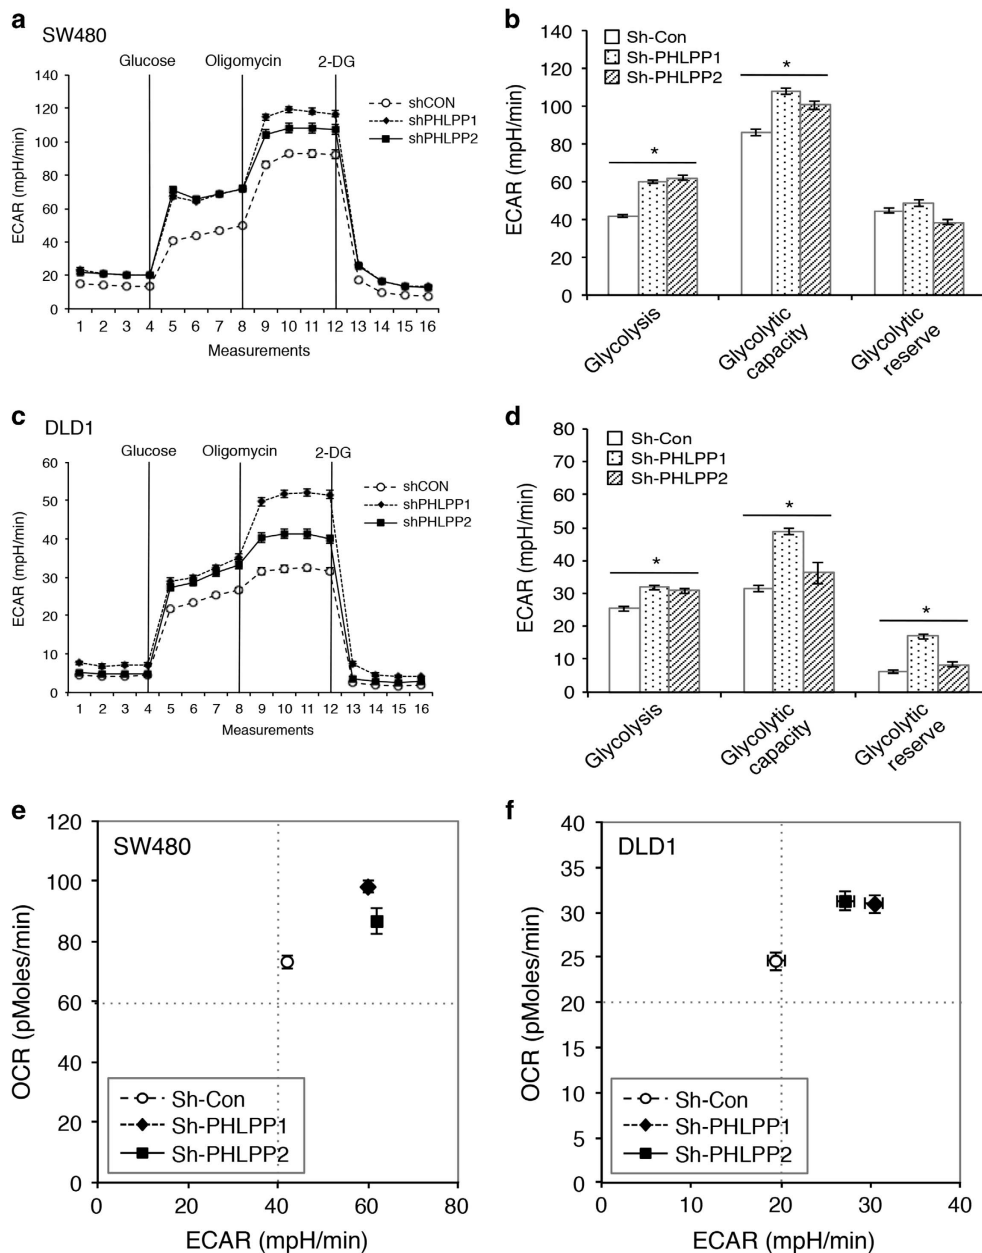 a
SW480
Glucose Oligomycin 2-DG
ECAR (mpH/min)
140
120
100
80
60
40
20
0
shCON
shPHLPP1
shPHLPP2
1 2 3 4 5 6 7 8 9 10 11 12 13 14 15 16
Measurements
b
ECAR (mpH/min)
140
120
100
80
60
40
20
0
Sh-Con
Sh-PHLPP1
Sh-PHLPP2
*
*
Glycolysis
Glycolytic
capacity
Glycolytic
reserve
c
DLD1
Glucose Oligomycin 2-DG
ECAR (mpH/min)
60
50
40
30
20
10
0
shCON
shPHLPP1
shPHLPP2
1 2 3 4 5 6 7 8 9 10 11 12 13 14 15 16
Measurements
d
ECAR (mpH/min)
80
70
60
50
40
30
20
10
0
Sh-Con
Sh-PHLPP1
Sh-PHLPP2
*
*
*
Glycolysis
Glycolytic
capacity
Glycolytic
reserve
e
SW480
OCR (pMoles/min)
120
100
80
60
40
20
0
Sh-Con
Sh-PHLPP1
Sh-PHLPP2
0 20 40 60 80
ECAR (mpH/min)
f
DLD1
OCR (pMoles/min)
40
35
30
25
20
15
10
5
0
Sh-Con
Sh-PHLPP1
Sh-PHLPP2
0 10 20 30 40
ECAR (mpH/min)